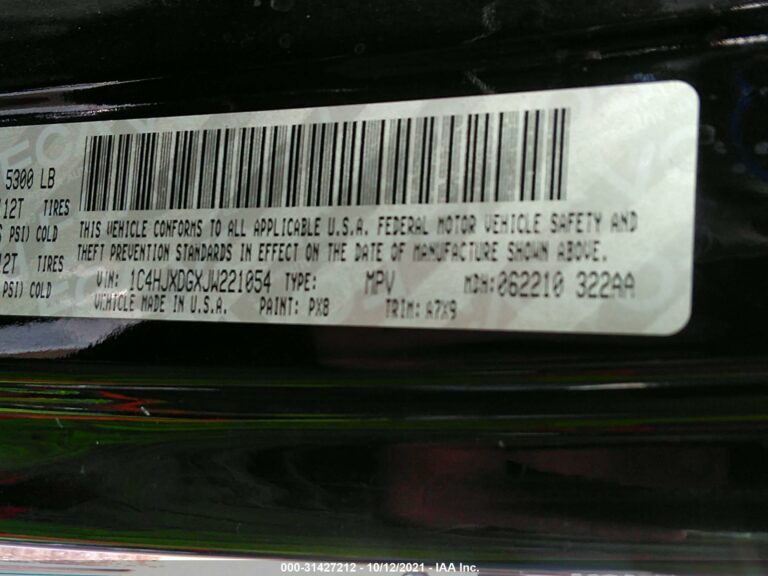 5300 LB
12T TIRES
PSI) COLD
12T TIRES
PSI) COLD
THIS VEHICLE CONFORMS TO ALL APPLICABLE U.S.A. FEDERAL MOTOR VEHICLE SAFETY AND
THEFT PREVENTION STANDARDS IN EFFECT ON THE DATE OF MANUFACTURE SHOWN ABOVE.
VIN: 1C4HJXDGXJW221054 TYPE: MPV MDH:062210 322AA
VEHICLE MADE IN U.S.A. PAINT: PX8 TRIM: A7X9
000-31427212 - 10/12/2021 - IAA Inc.